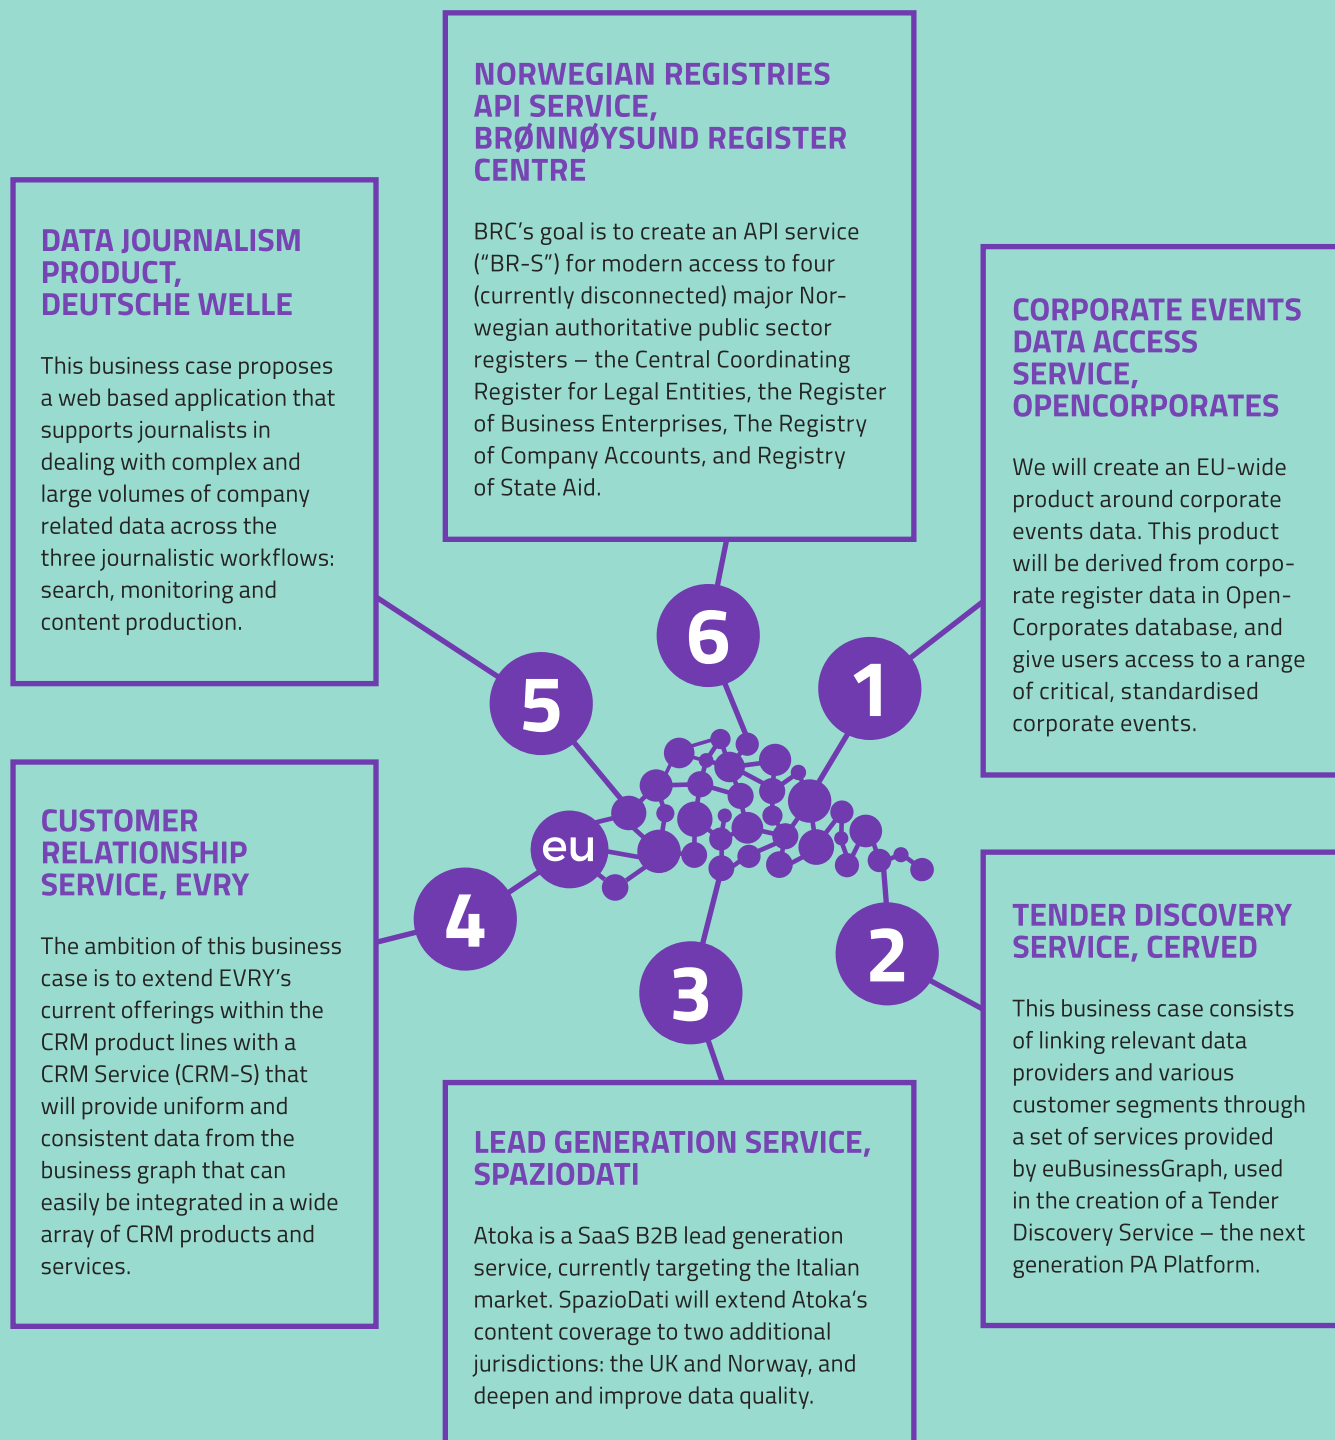 NORWEGIAN REGISTRIES
API SERVICE,
BRØNNØYSUND REGISTER
CENTRE
BRC’s goal is to create an API service
(“BR-S”) for modern access to four
(currently disconnected) major Nor-
wegian authoritative public sector
registers – the Central Coordinating
Register for Legal Entities, the Register
of Business Enterprises, The Registry
of Company Accounts, and Registry
of State Aid.
DATA JOURNALISM
PRODUCT,
DEUTSCHE WELLE
This business case proposes
a web based application that
supports journalists in
dealing with complex and
large volumes of company
related data across the
three journalistic workflows:
search, monitoring and
content production.
CORPORATE EVENTS
DATA ACCESS
SERVICE,
OPENCORPORATES
We will create an EU-wide
product around corporate
events data. This product
will be derived from corpo-
rate register data in Open-
Corporates database, and
give users access to a range
of critical, standardised
corporate events.
6
1
5
eu
4
2
3
CUSTOMER
RELATIONSHIP
SERVICE, EVRY
The ambition of this business
case is to extend EVRY’s
current offerings within the
CRM product lines with a
CRM Service (CRM-S) that
will provide uniform and
consistent data from the
business graph that can
easily be integrated in a wide
array of CRM products and
services.
TENDER DISCOVERY
SERVICE, CERVED
This business case consists
of linking relevant data
providers and various
customer segments through
a set of services provided
by euBusinessGraph, used
in the creation of a Tender
Discovery Service – the next
generation PA Platform.
LEAD GENERATION SERVICE,
SPAZIODATI
Atoka is a SaaS B2B lead generation
service, currently targeting the Italian
market. SpazioDati will extend Atoka’s
content coverage to two additional
jurisdictions: the UK and Norway, and
deepen and improve data quality.